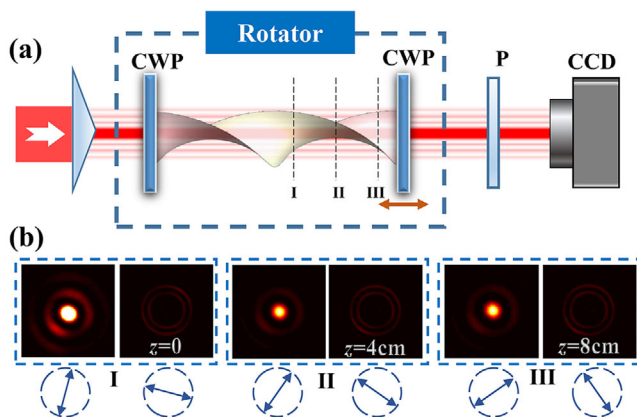 Rotator
(a)
CWP
CWP
P
CCD
I
II
III
(b)
z=0
z=4cm
z=8cm
I
II
III